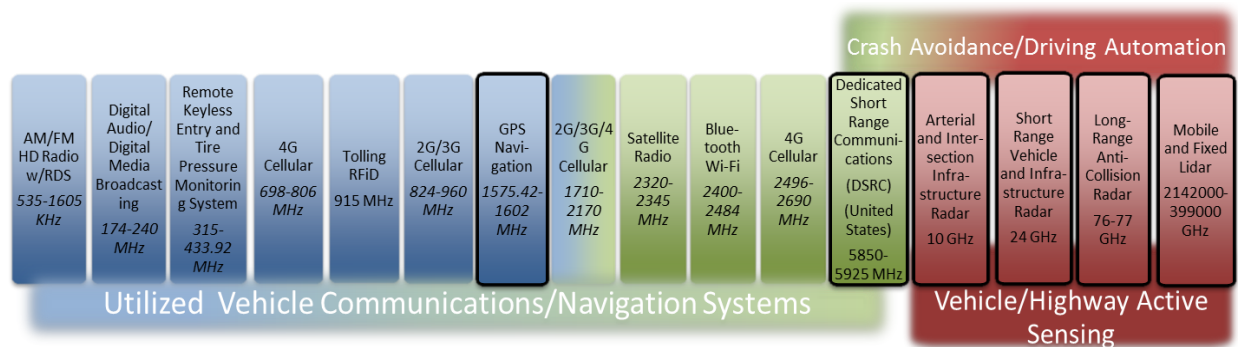 Crash Avoidance/Driving Automation
AM/FM
HD Radio
w/RDS
535-1605
KHz
Digital
Audio/
Digital
Media
Broadcast
ing
174-240
MHz
Remote
Keyless
Entry and
Tire
Pressure
Monitorin
g System
315-
433.92
MHz
4G
Cellular
698-806
MHz
Tolling
RFiD
915 MHz
2G/3G
Cellular
824-960
MHz
GPS
Navi-
gation
1575.42-
1602
MHz
2G/3G/4
G
Cellular
1710-
2170
MHz
Satellite
Radio
2320-
2345
MHz
Blue-
tooth
Wi-Fi
2400-
2484
MHz
4G
Cellular
2496-
2690
MHz
Dedicated
Short
Range
Communi-
cations
(DSRC)
(United
States)
5850-
5925 MHz
Arterial
and Inter-
section
Infra-
structure
Radar
10 GHz
Short
Range
Vehicle
and Infra-
structure
Radar
24 GHz
Long-
Range
Anti-
Collision
Radar
76-77
GHz
Mobile
and Fixed
Lidar
2142000-
399000
GHz
Utilized Vehicle Communications/Navigation Systems
Vehicle/Highway Active
Sensing